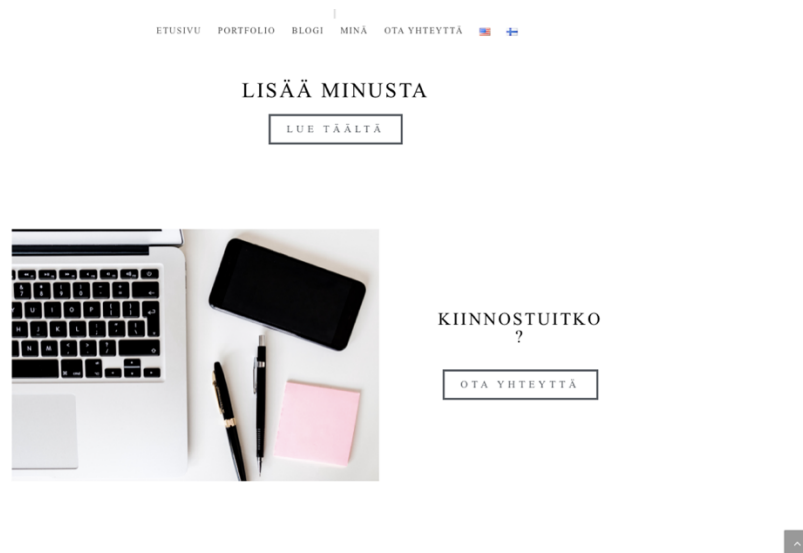 ETUSIVU PORTFOLIO BLOGI MINÄ OTA YHTEYTTÄ
LISÄÄ MINUSTA
LUE TÄÄLTÄ
KIINNOSTUITKO
?
OTA YHTEYTTÄ